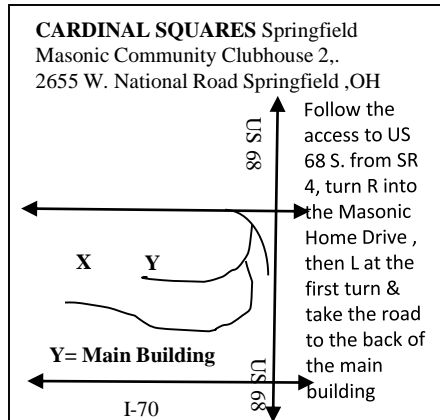 CARDINAL SQUARES Springfield
Masonic Community Clubhouse 2,.
2655 W. National Road Springfield ,OH
US 68
Follow the
access to US
68 S. from SR
4, turn R into
the Masonic
Home Drive ,
then L at the
first turn &
take the road
to the back of
the main
building
X
Y
Y= Main Building
US 68
I-70